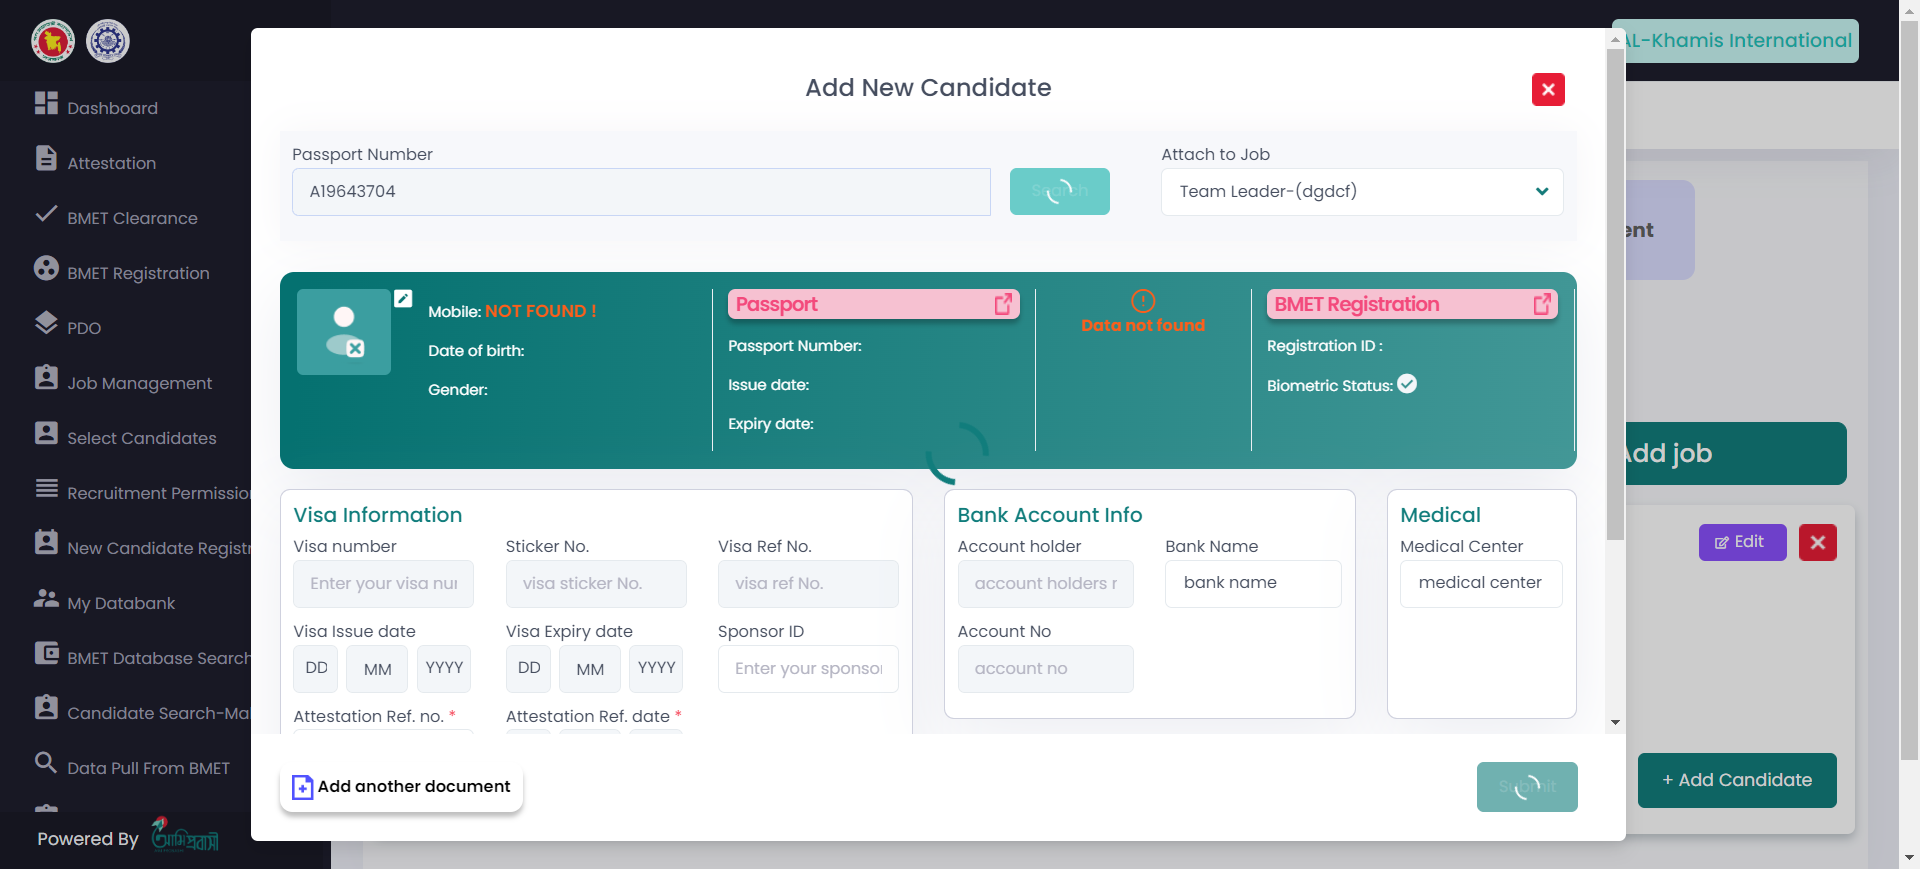 AL-Khamis International
Dashboard
Attestation
BMET Clearance
BMET Registration
PDO
Job Management
Select Candidates
Recruitment Permission
New Candidate Registr
My Databank
BMET Database Search
Candidate Search-Ma
Data Pull From BMET
Powered By
আমি প্রবাসী
Add New Candidate
Passport Number
A19643704
Search
Attach to Job
Team Leader-(dgdcf)
Mobile: NOT FOUND !
Date of birth:
Gender:
Passport
Passport Number:
Issue date:
Expiry date:
Data not found
BMET Registration
Registration ID :
Biometric Status:
Visa Information
Visa number
Sticker No.
Visa Ref No.
Enter your visa nur
visa sticker No.
visa ref No.
Visa Issue date
Visa Expiry date
Sponsor ID
DD MM YYYY
DD MM YYYY
Enter your sponsor
Attestation Ref. no. *
Attestation Ref. date *
Bank Account Info
Account holder
Bank Name
account holders r
bank name
Account No
account no
Medical
Medical Center
medical center
Add another document
Submit
ent
Add job
Edit
+ Add Candidate